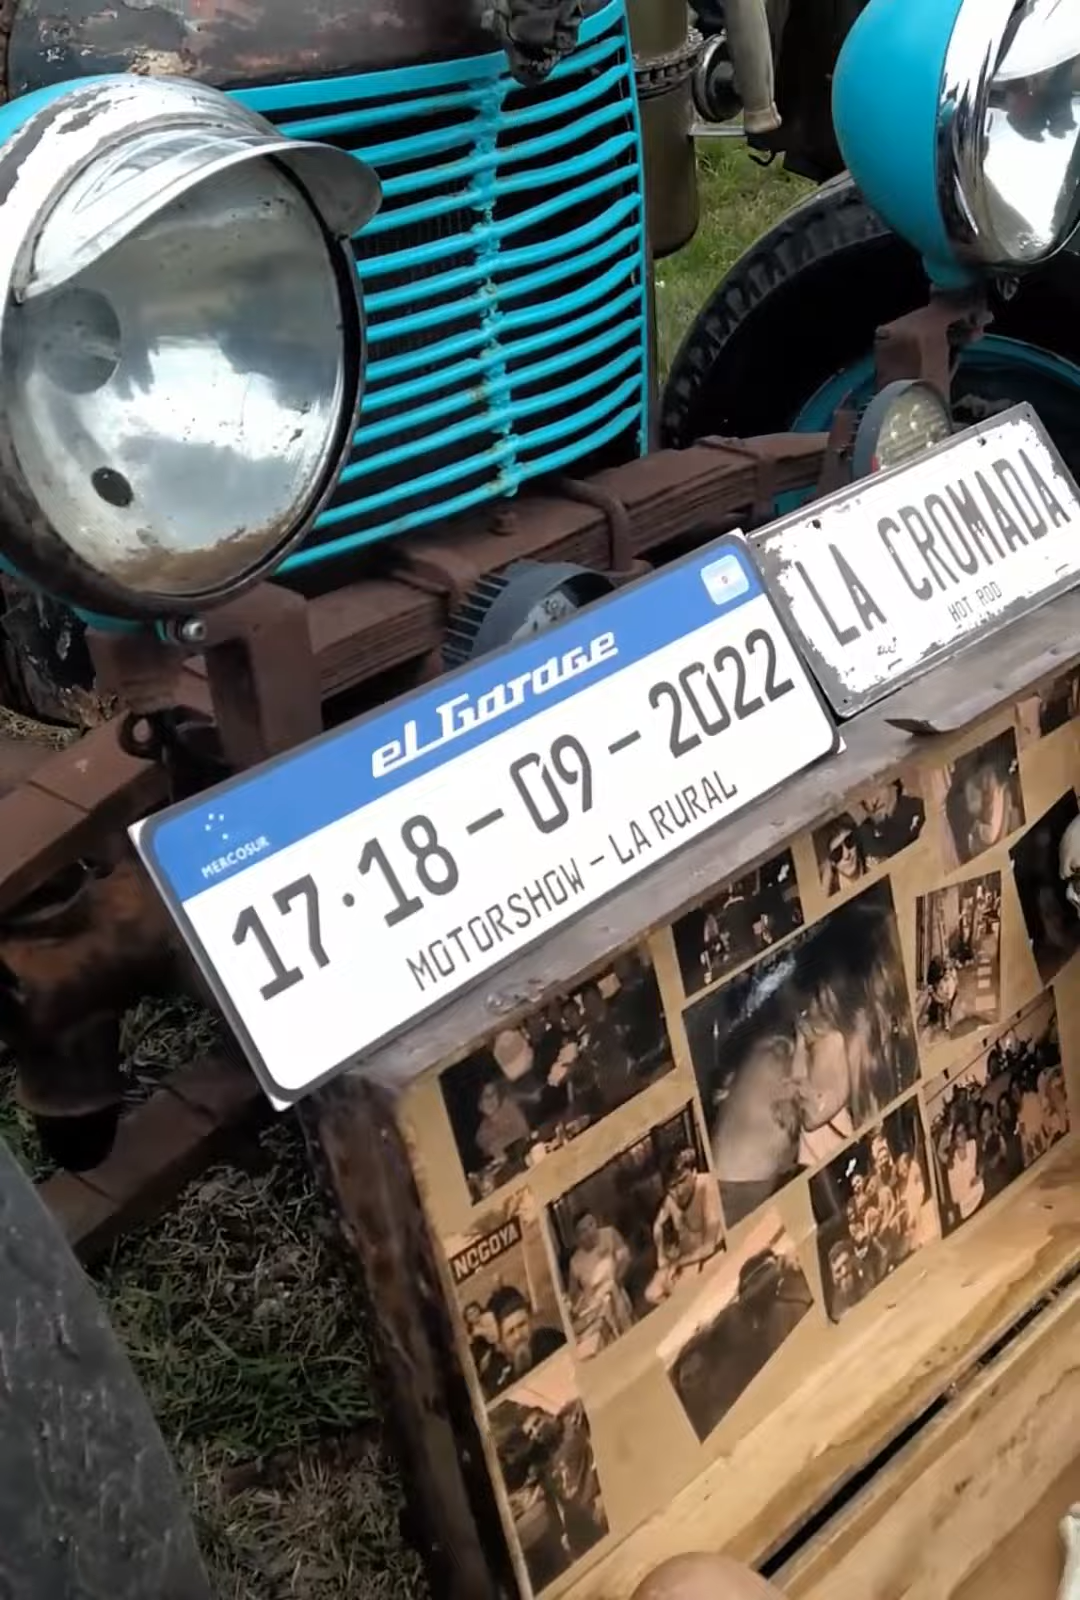 el Garage
MERCOSUR
17·18-09-2022
MOTORSHOW - LA RURAL
LA CROMADA
HOT ROD
NOGOYA